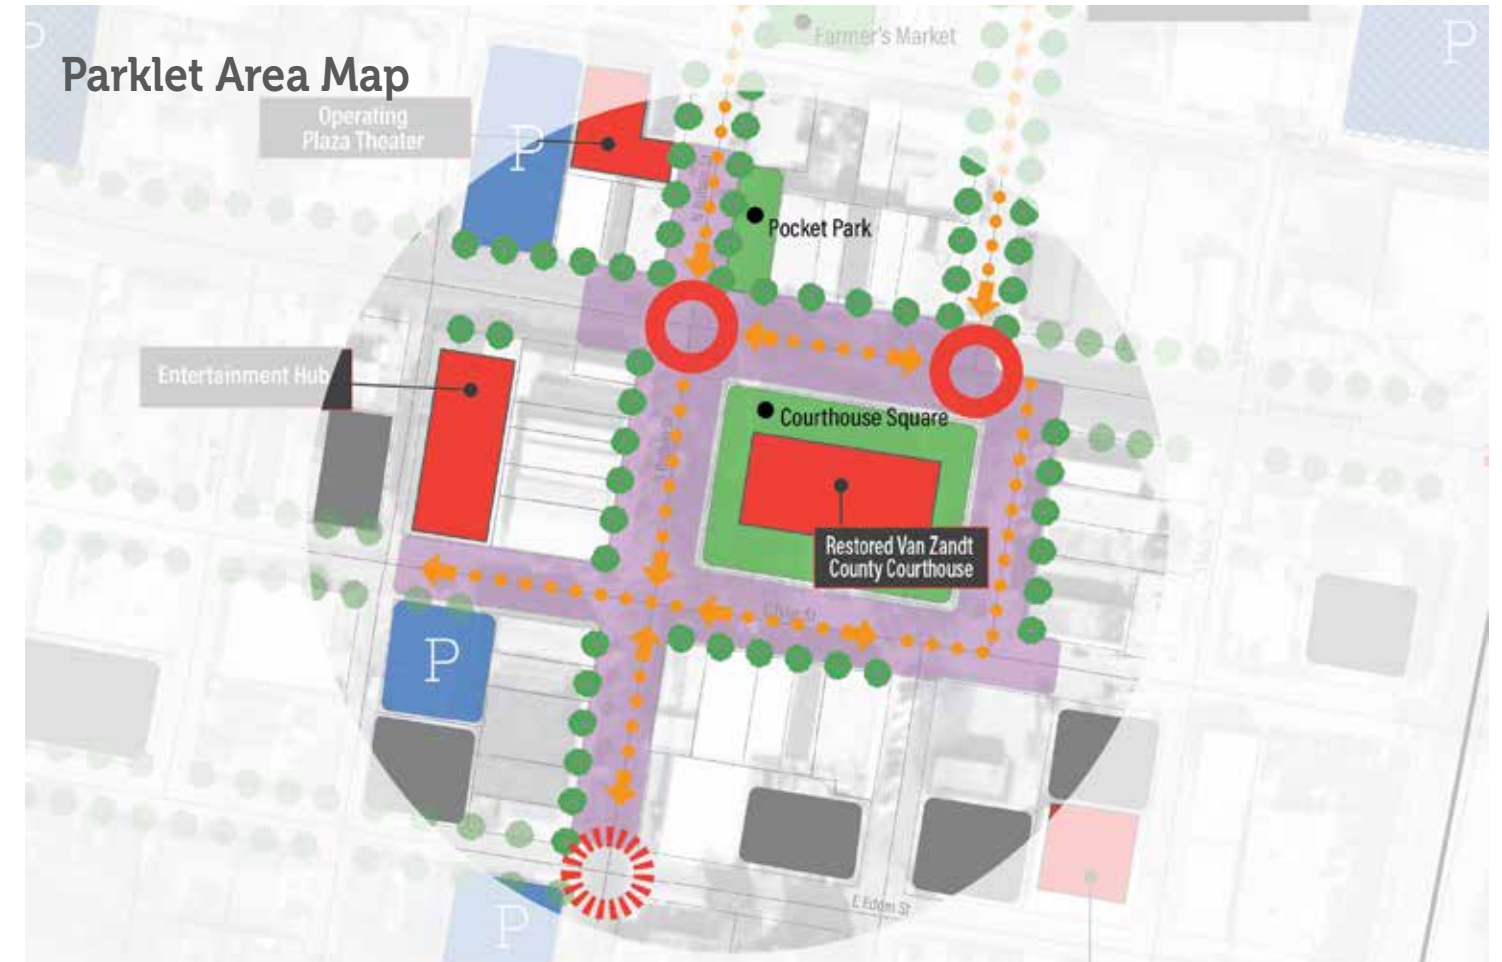 P
Farmer's Market
P
Parklet Area Map
Operating
Plaza Theater
P
Pocket Park
Entertainment Hub
Courthouse Square
Restored Van Zandt
County Courthouse
P
E Eddm St
P